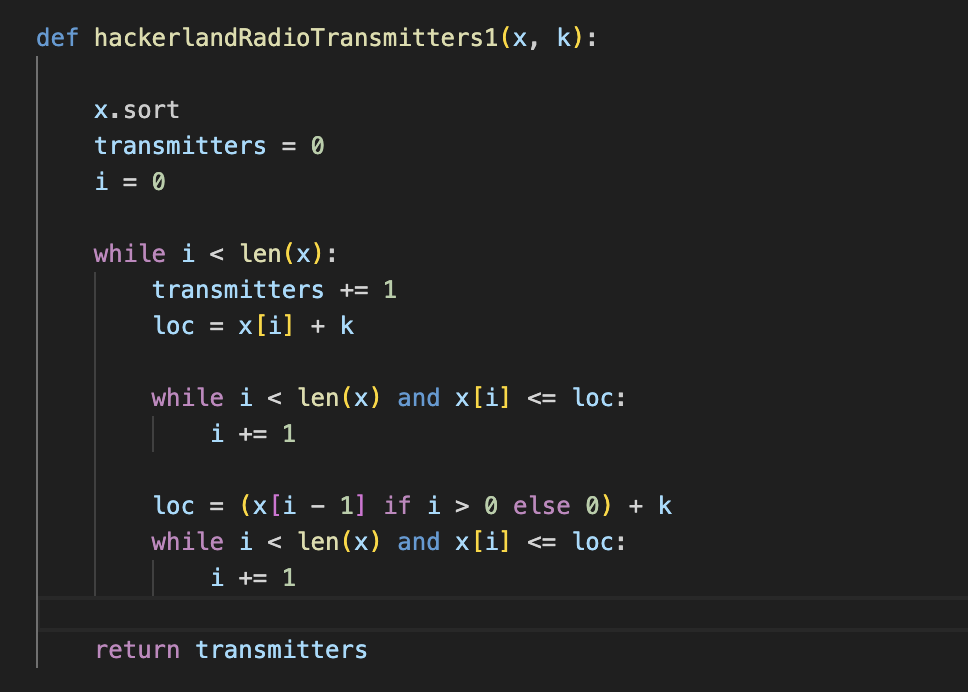 def hackerlandRadioTransmitters1(x, k):
x.sort
transmitters = 0
i = 0
while i < len(x):
transmitters += 1
loc = x[i] + k
while i < len(x) and x[i] <= loc:
i += 1
loc = (x[i - 1] if i > 0 else 0) + k
while i < len(x) and x[i] <= loc:
i += 1
return transmitters